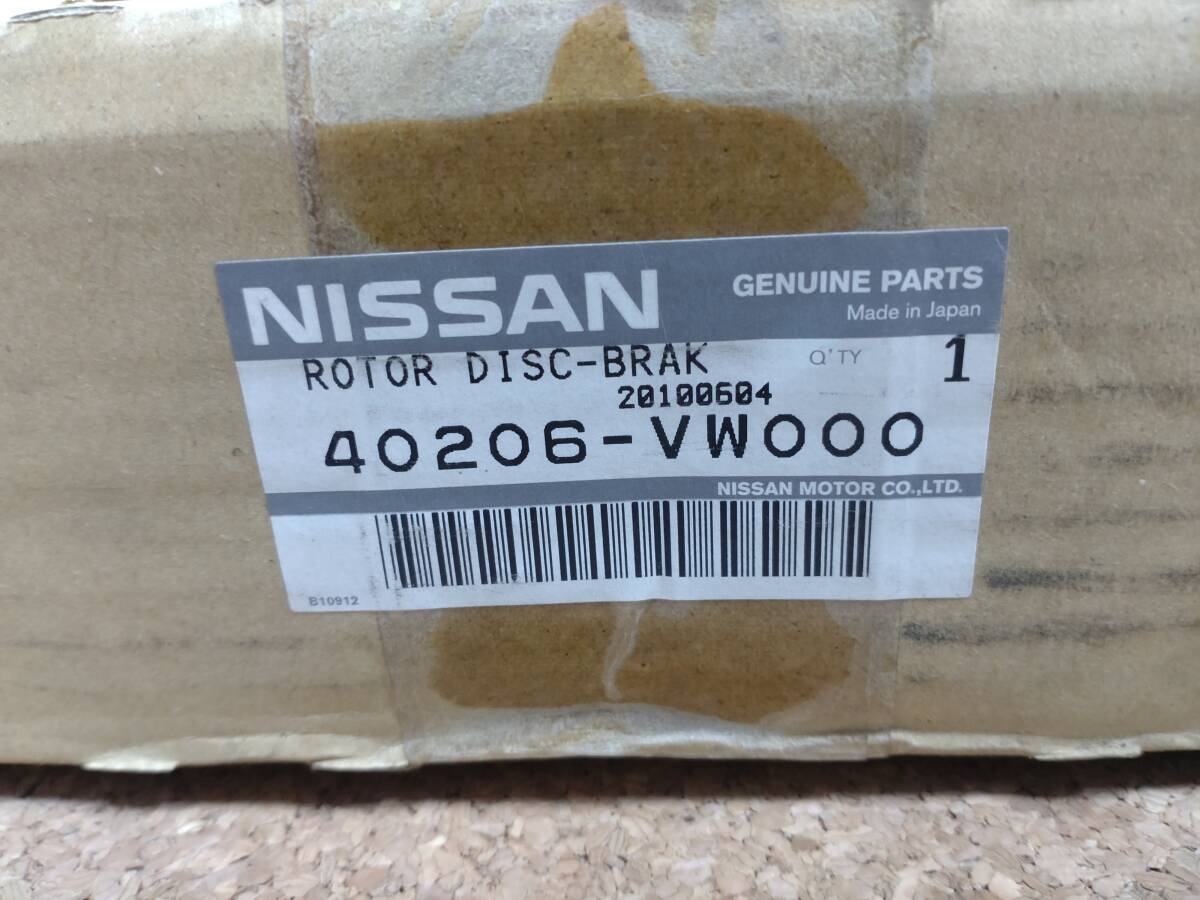 NISSAN
GENUINE PARTS
Made in Japan
ROTOR DISC-BRAK
Q'TY 1
20100604
40206-VW000
NISSAN MOTOR CO.,LTD.
B10912